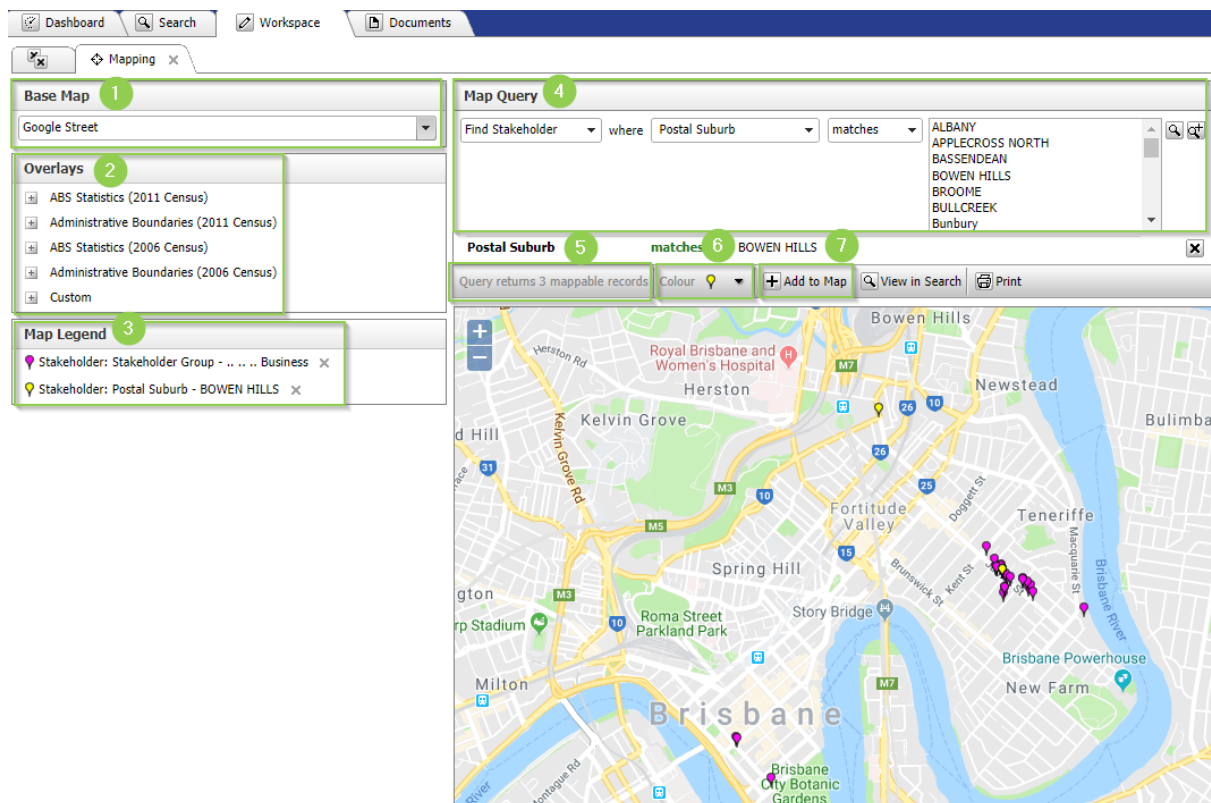 Dashboard
Search
Workspace
Documents
Mapping
Base Map 1
Google Street
Overlays 2
ABS Statistics (2011 Census)
Administrative Boundaries (2011 Census)
ABS Statistics (2006 Census)
Administrative Boundaries (2006 Census)
Custom
Map Legend 3
Stakeholder: Stakeholder Group - .. .. .. Business
Stakeholder: Postal Suburb - BOWEN HILLS
Map Query 4
Find Stakeholder where Postal Suburb matches
ALBANY
APPLECROSS NORTH
BASSENDEAN
BOWEN HILLS
BROOME
BULLCREEK
Bunbury
Postal Suburb 5 matches 6 BOWEN HILLS 7
Query returns 3 mappable records Colour Add to Map View in Search Print
Bowen Hills
Herston Rd
Royal Brisbane and
Women's Hospital
M7
Herston
Newstead
26
10
Kelvin Grove
Bulimba
d Hill
Kelvin Grove Rd
26
31
25
M3
10
Doggett St
Fortitude
Valley
Teneriffe
M5
15
Macquarie St
Spring Hill
Brunswick St
Kent St
Brisbane River
gton
M3
Story Bridge
Roma Street
Parkland Park
rp Stadium
10
Brisbane Powerhouse
Milton
M7
New Farm
Brisbane
Brisbane
City Botanic
Gardens
Montague Rd
River